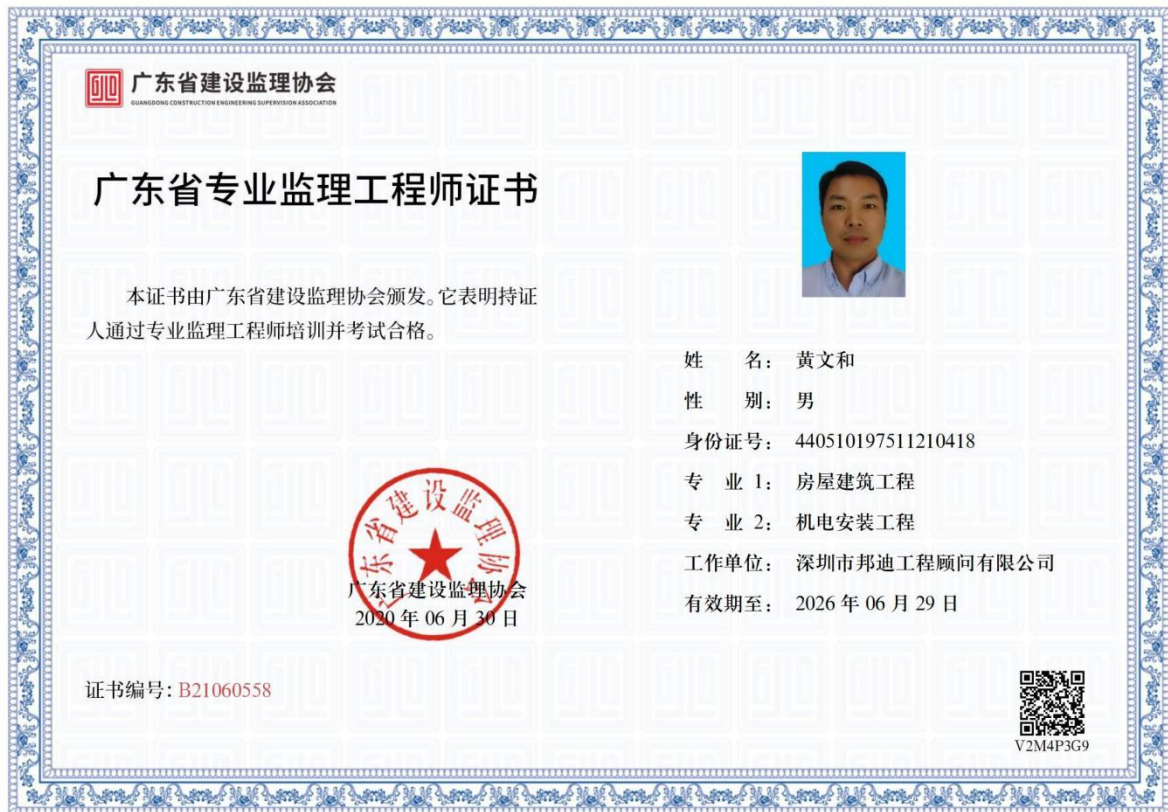 广东省建设监理协会
GUANGDONG CONSTRUCTION ENGINEERING SUPERVISION ASSOCIATION
广东省专业监理工程师证书
本证书由广东省建设监理协会颁发。它表明持证
人通过专业监理工程师培训并考试合格。
姓 名： 黄文和
性 别： 男
身份证号： 440510197511210418
专 业 1： 房屋建筑工程
专 业 2： 机电安装工程
工作单位： 深圳市邦迪工程顾问有限公司
有效期至： 2026 年 06 月 29 日
广东省建设监理协会
广东省建设监理协会
2020 年 06 月 30 日
证书编号：B21060558
V2M4P3G9